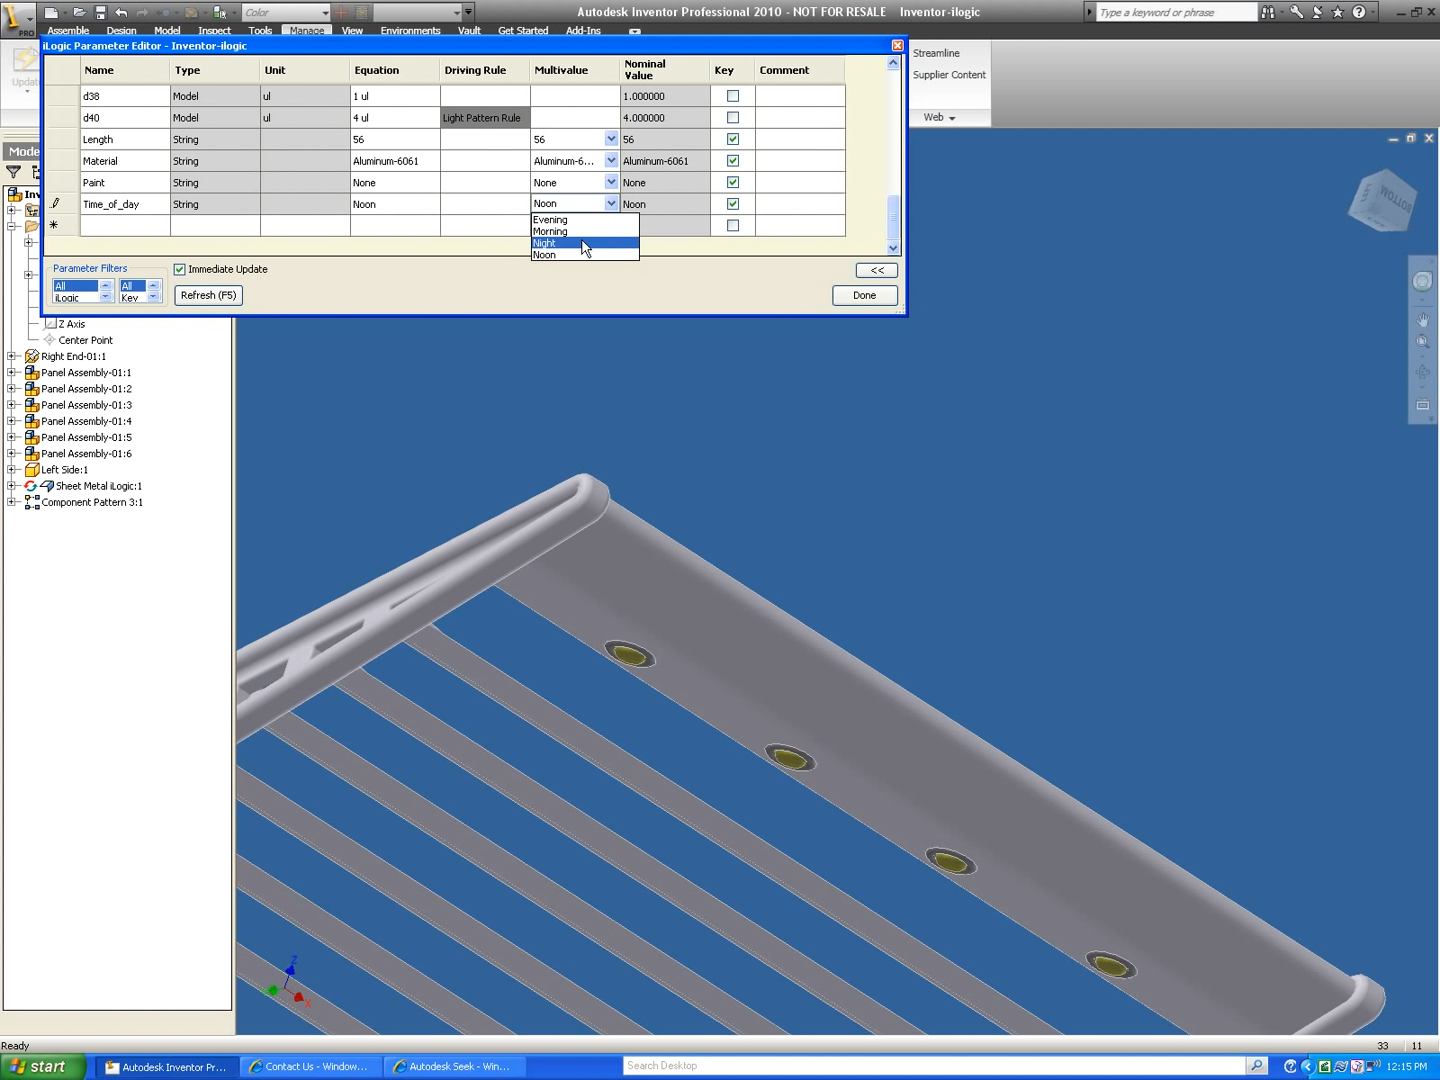 Color
Autodesk Inventor Professional 2010 - NOT FOR RESALE Inventor-ilogic
Type a keyword or phrase
PRO
Assemble Design Model Inspect Tools Manage View Environments Vault Get Started Add-Ins
iLogic Parameter Editor - Inventor-ilogic
Streamline
Supplier Content
Web
Update
Name Type Unit Equation Driving Rule Multivalue Nominal Value Key Comment
d38 Model ul 1 ul 1.000000
d40 Model ul 4 ul Light Pattern Rule 4.000000
Length String 56 56 56
Material String Aluminum-6061 Aluminum-6... Aluminum-6061
Paint String None None None
Time_of_day String Noon Noon Noon
Evening
Morning
Night
Noon
Parameter Filters
All
iLogic
All
Key
Immediate Update
Refresh (F5)
<<
Done
Mode
Inv
Z Axis
Center Point
Right End-01:1
Panel Assembly-01:1
Panel Assembly-01:2
Panel Assembly-01:3
Panel Assembly-01:4
Panel Assembly-01:5
Panel Assembly-01:6
Left Side:1
Sheet Metal iLogic:1
Component Pattern 3:1
BOTTOM
Z
X
Ready
33 11
start
Autodesk Inventor Pr...
Contact Us - Window...
Autodesk Seek - Win...
Search Desktop
12:15 PM